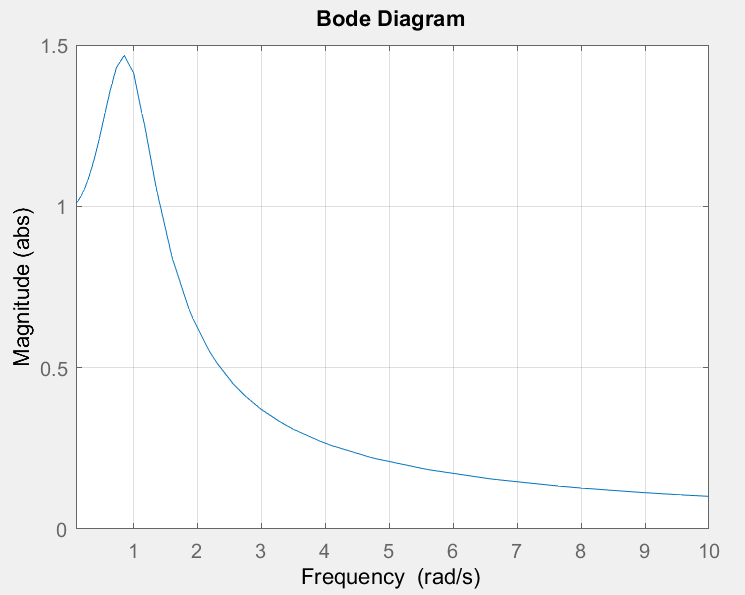 Bode Diagram
1.5
1
0.5
0
Magnitude (abs)
1 2 3 4 5 6 7 8 9 10
Frequency (rad/s)